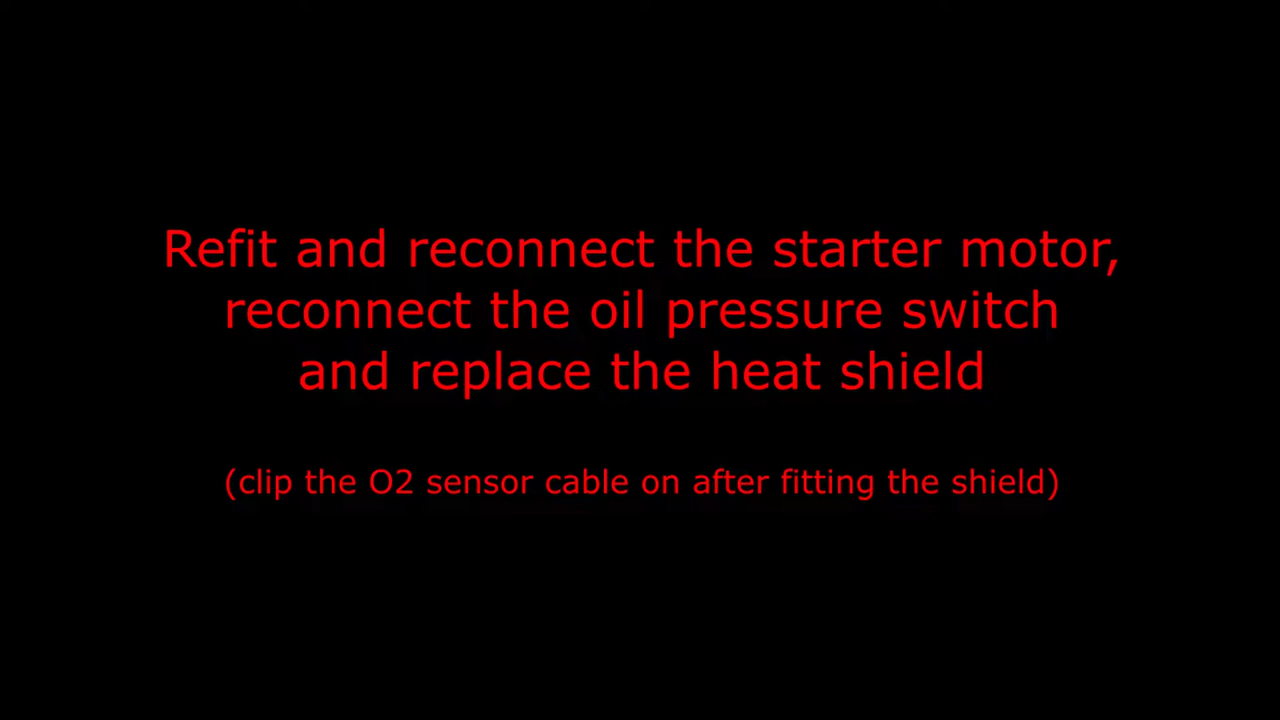 Refit and reconnect the starter motor,
reconnect the oil pressure switch
and replace the heat shield
(clip the O2 sensor cable on after fitting the shield)